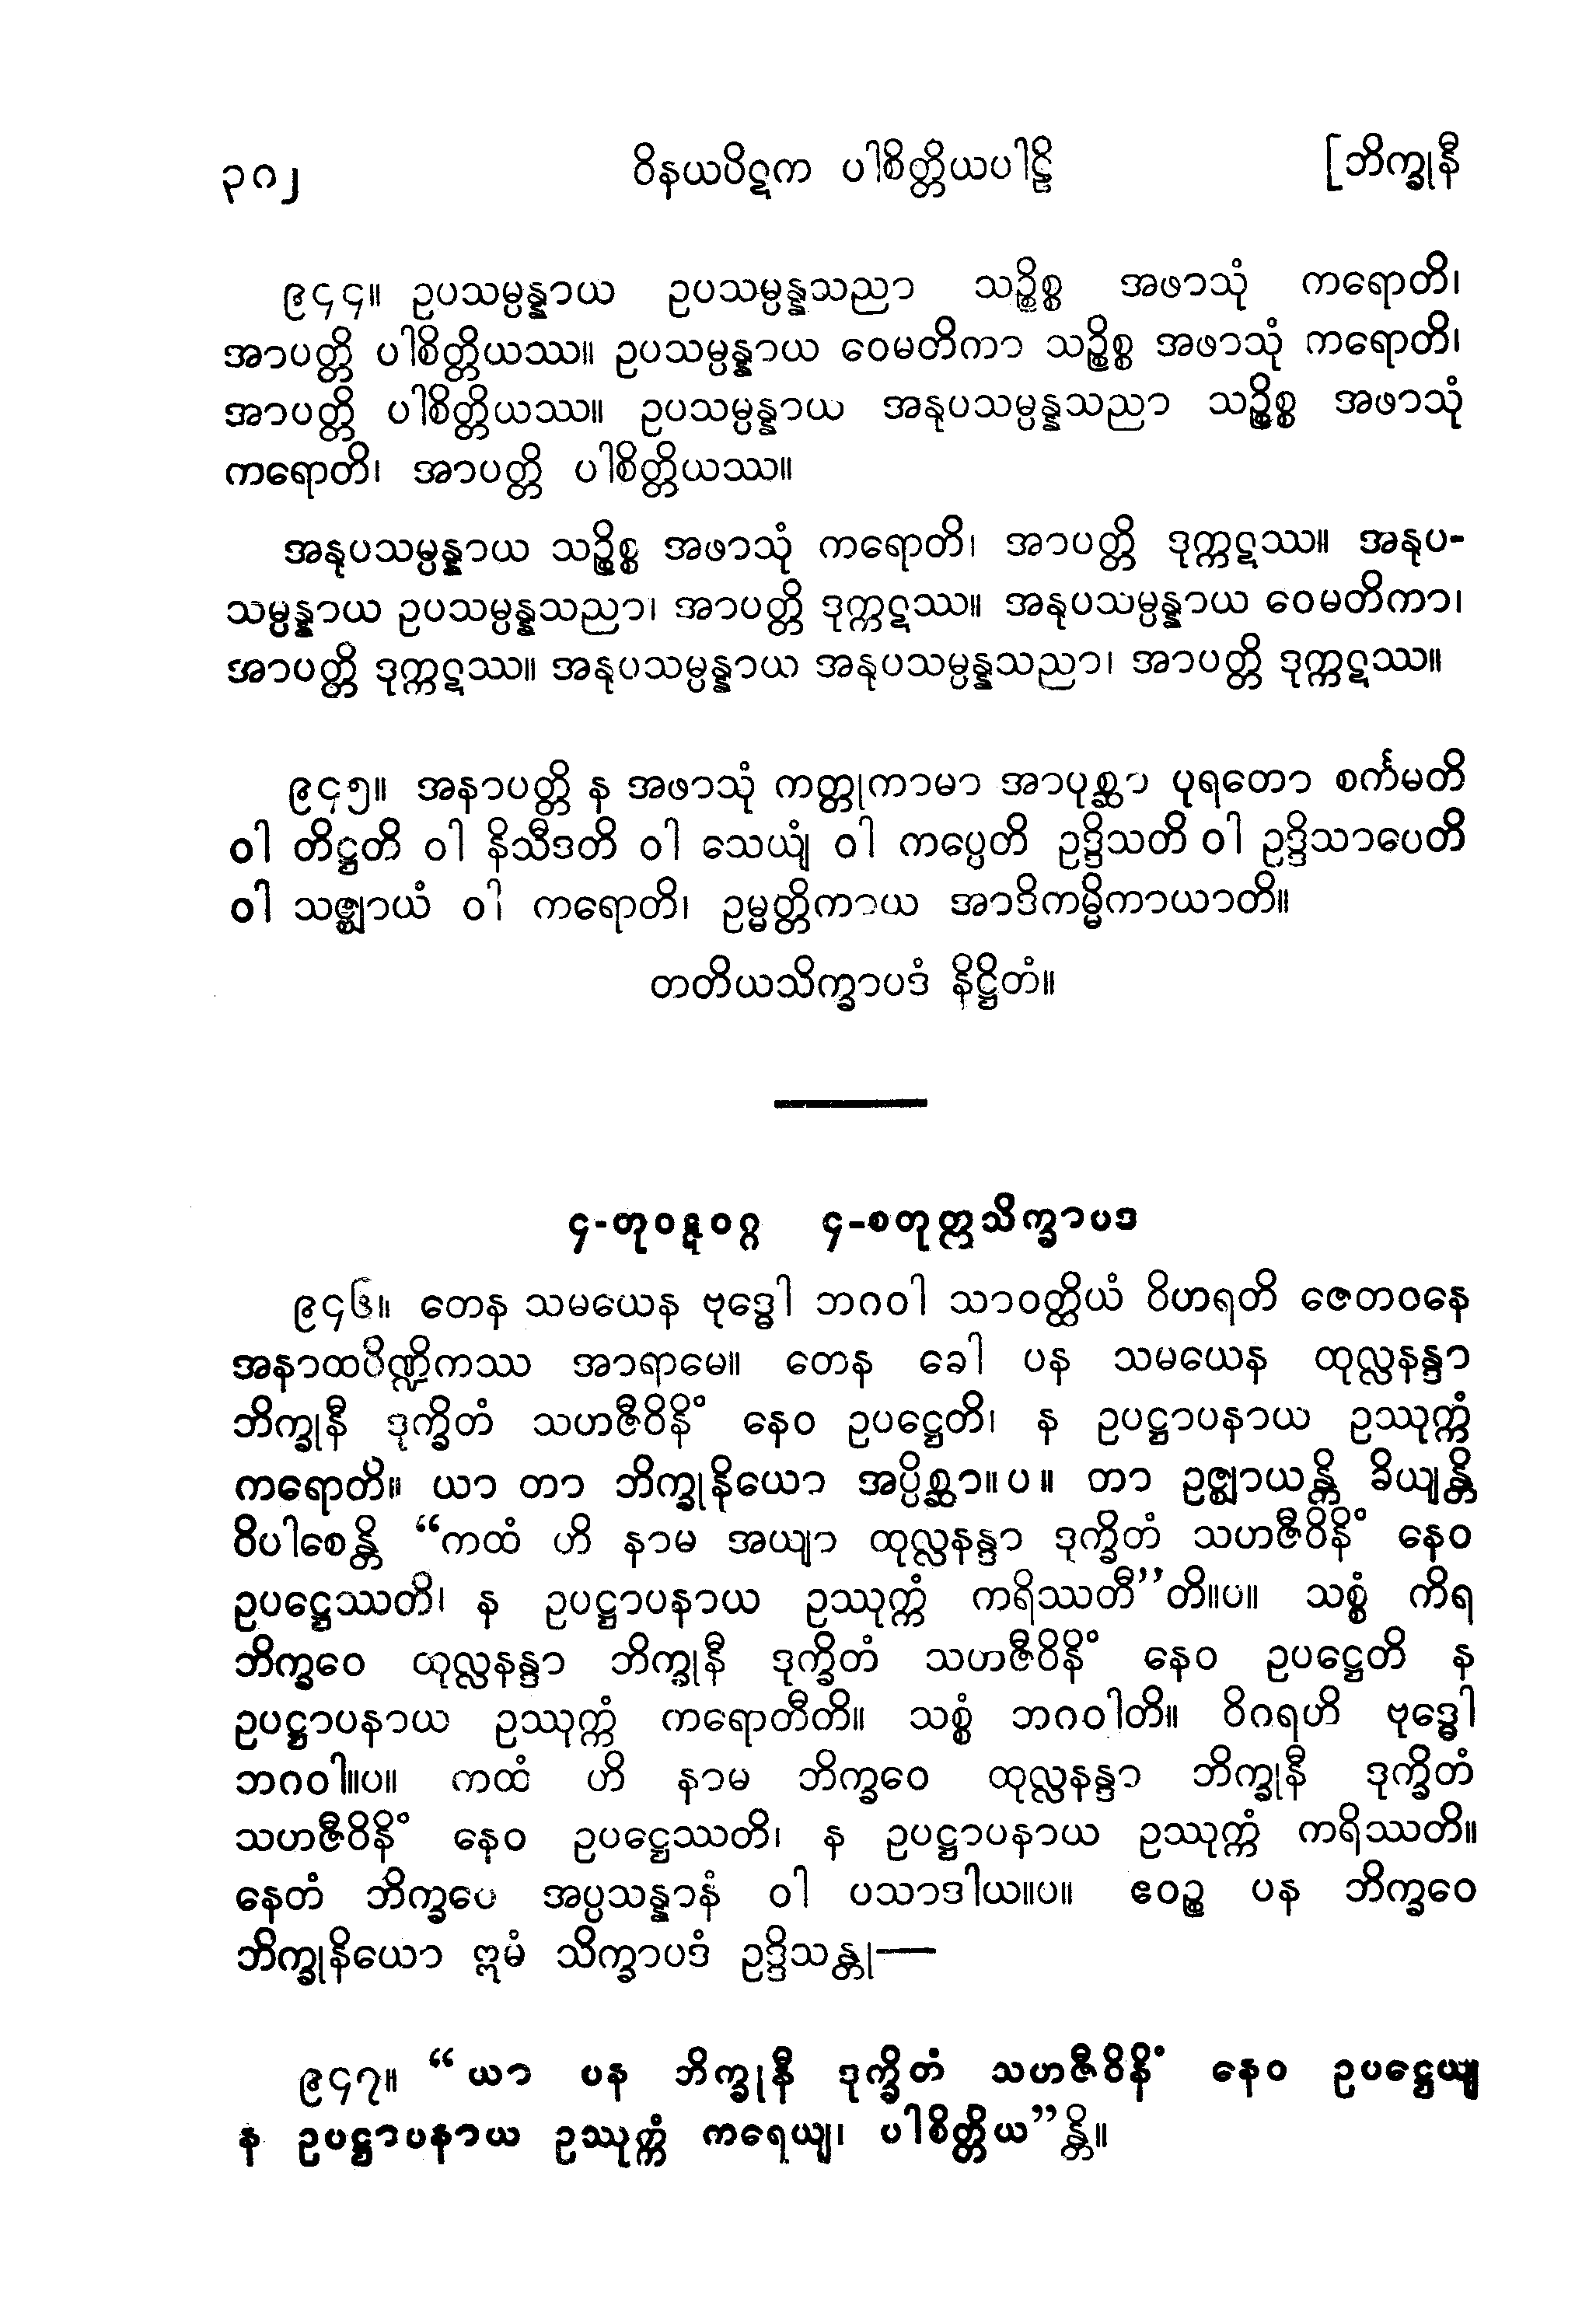 ၃၈၂ ဝိနယပိဋက ပါစိတ္တိယပါဠိ [ဘိက္ခုနီ
၉၄၄။ ဥပသမ္ပန္နာယ ဥပသမ္ပန္နသညာ သဉ္စိစ္စ အဖာသုံ ကရောတိ၊
အာပတ္တိ ပါစိတ္တိယဿ။ ဥပသမ္ပန္နာယ ဝေမတိကာ သဉ္စိစ္စ အဖာသုံ ကရောတိ၊
အာပတ္တိ ပါစိတ္တိယဿ။ ဥပသမ္ပန္နာယ အနုပသမ္ပန္နသညာ သဉ္စိစ္စ အဖာသုံ
ကရောတိ၊ အာပတ္တိ ပါစိတ္တိယဿ။
အနုပသမ္ပန္နာယ သဉ္စိစ္စ အဖာသုံ ကရောတိ၊ အာပတ္တိ ဒုက္ကဋဿ။ အနုပ-
သမ္ပန္နာယ ဥပသမ္ပန္နသညာ၊ အာပတ္တိ ဒုက္ကဋဿ။ အနုပသမ္ပန္နာယ ဝေမတိကာ၊
အာပတ္တိ ဒုက္ကဋဿ။ အနုပသမ္ပန္နာယ အနုပသမ္ပန္နသညာ၊ အာပတ္တိ ဒုက္ကဋဿ။
၉၄၅။ အနာပတ္တိ န အဖာသုံ ကတ္တုကာမာ အာပုစ္ဆာ ပုရတော စင်္ကမတိ
ဝါ တိဋ္ဌတိ ဝါ နိသီဒတိ ဝါ သေယျံ ဝါ ကပ္ပေတိ ဥဒ္ဒိသတိ ဝါ ဥဒ္ဒိသာပေတိ
ဝါ သဇ္ဈာယံ ဝါ ကရောတိ၊ ဥမ္မတ္တိကာယ အာဒိကမ္မိကာယာတိ။
တတိယသိက္ခာပဒံ နိဋ္ဌိတံ။
၄-တုဝဋ္ဋဝဂ္ဂ ၄-စတုတ္ထသိက္ခာပဒ
၉၄၆။ တေန သမယေန ဗုဒ္ဓေါ ဘဂဝါ သာဝတ္ထိယံ ဝိဟရတိ ဇေတဝနေ
အနာထပိဏ္ဍိကဿ အာရာမေ။ တေန ခေါ ပန သမယေန ထုလ္လနန္ဒာ
ဘိက္ခုနီ ဒုက္ခိတံ သဟဇီဝိနိံ နေဝ ဥပဋ္ဌေတိ၊ န ဥပဋ္ဌာပနာယ ဥဿုက္ကံ
ကရောတိ။ ယာ တာ ဘိက္ခုနိယော အပ္ပိစ္ဆာ။ပ။ တာ ဥဇ္ဈာယန္တိ ခိယျန္တိ
ဝိပါစေန္တိ “ကထံ ဟိ နာမ အယျာ ထုလ္လနန္ဒာ ဒုက္ခိတံ သဟဇီဝိနိံ နေဝ
ဥပဋ္ဌေဿတိ၊ န ဥပဋ္ဌာပနာယ ဥဿုက္ကံ ကရိဿတီ”တိ။ပ။ သစ္စံ ကိရ
ဘိက္ခဝေ ထုလ္လနန္ဒာ ဘိက္ခုနီ ဒုက္ခိတံ သဟဇီဝိနိံ နေဝ ဥပဋ္ဌေတိ န
ဥပဋ္ဌာပနာယ ဥဿုက္ကံ ကရောတီတိ။ သစ္စံ ဘဂဝါတိ။ ဝိဂရဟိ ဗုဒ္ဓေါ
ဘဂဝါ။ပ။ ကထံ ဟိ နာမ ဘိက္ခဝေ ထုလ္လနန္ဒာ ဘိက္ခုနီ ဒုက္ခိတံ
သဟဇီဝိနိံ နေဝ ဥပဋ္ဌေဿတိ၊ န ဥပဋ္ဌာပနာယ ဥဿုက္ကံ ကရိဿတိ။
နေတံ ဘိက္ခဝေ အပ္ပသန္နာနံ ဝါ ပသာဒါယ။ပ။ ဧဝဉ္စ ပန ဘိက္ခဝေ
ဘိက္ခုနိယော ဣမံ သိက္ခာပဒံ ဥဒ္ဒိသန္တု—
၉၄၇။ “ယာ ပန ဘိက္ခုနီ ဒုက္ခိတံ သဟဇီဝိနိံ နေဝ ဥပဋ္ဌေယျ
န ဥပဋ္ဌာပနာယ ဥဿုက္ကံ ကရေယျ၊ ပါစိတ္တိယ”န္တိ။